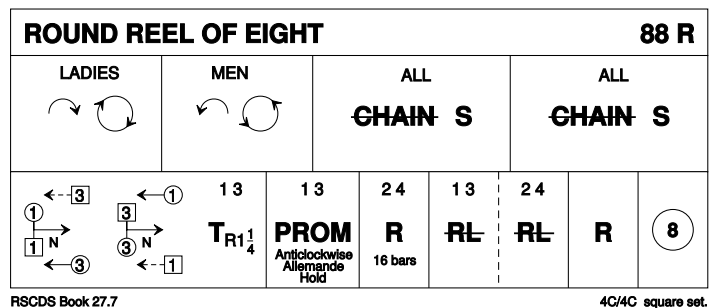 ROUND REEL OF EIGHT 88 R
LADIES MEN ALL ALL
CHAIN S CHAIN S
3 1 1 3 1 3 2 4 1 3 2 4
1 3
N N TR1 1/4 PROM R RL RL R 8
1 3 Anticlockwise 16 bars
3 1 Allemande
Hold
RSCDS Book 27.7 4C/4C square set.